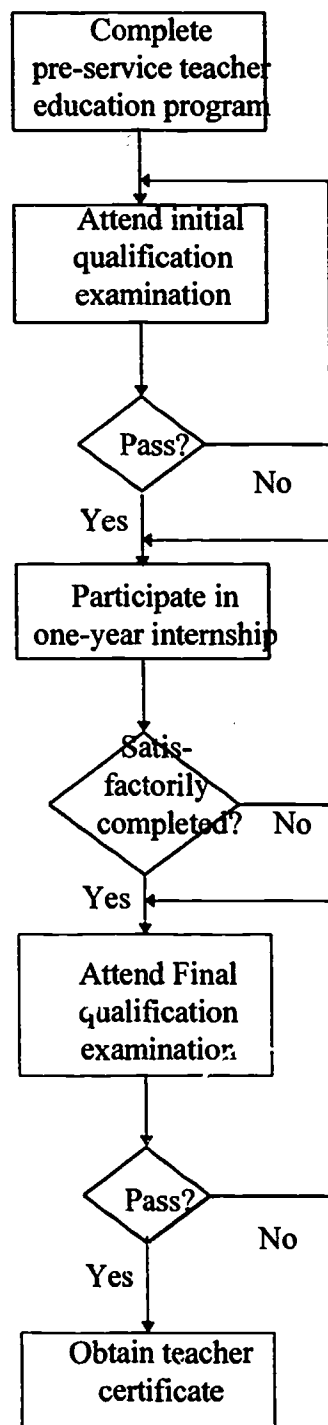 Complete
pre-service teacher
education program
Attend initial
qualification
examination
Pass?
No
Yes
Participate in
one-year internship
Satis-
factorily
completed?
No
Yes
Attend Final
qualification
examination
Pass?
No
Yes
Obtain teacher
certificate